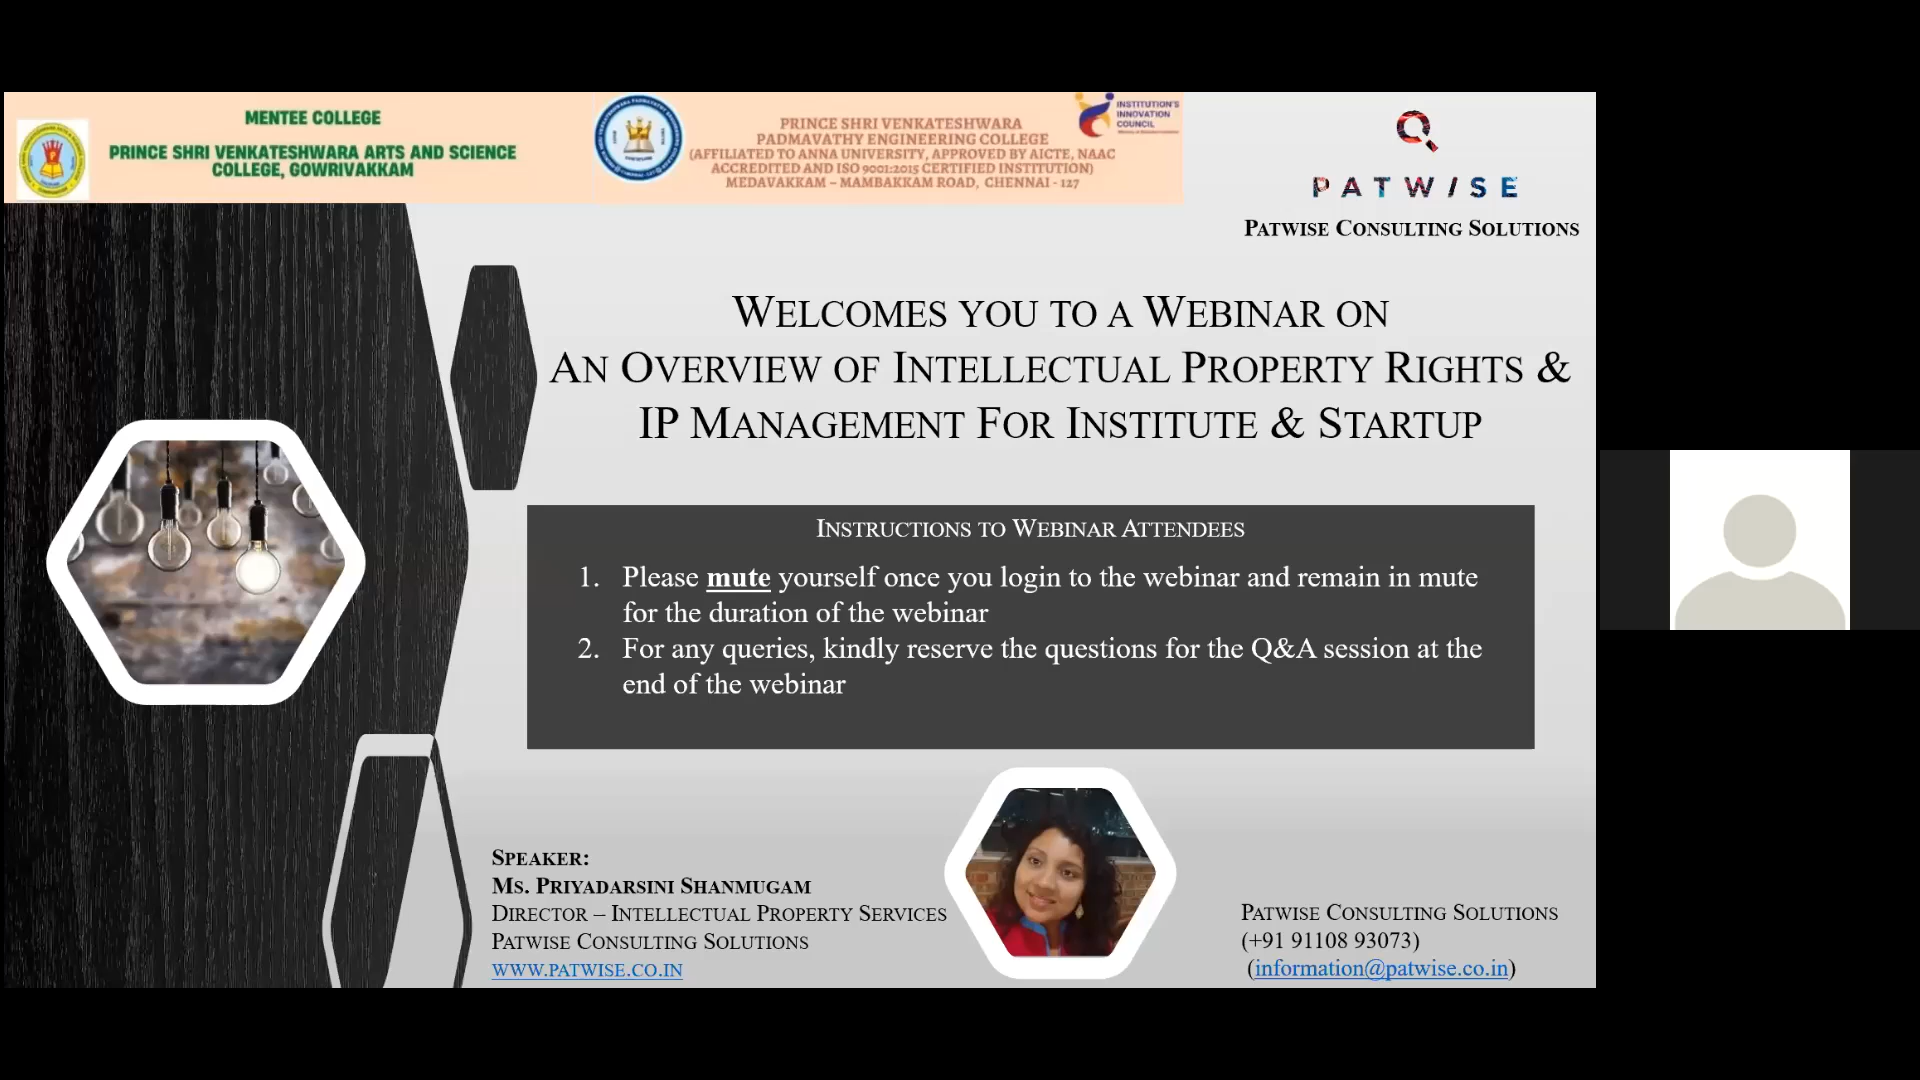 MENTEE COLLEGE
PRINCE SHRI VENKATESHWARA ARTS AND SCIENCE
COLLEGE, GOWRIVAKKAM
PRINCE SHRI VENKATESHWARA
PADMAVATHY ENGINEERING COLLEGE
(AFFILIATED TO ANNA UNIVERSITY, APPROVED BY AICTE, NAAC
ACCREDITED AND ISO 9001:2015 CERTIFIED INSTITUTION)
MEDAVAKKAM – MAMBAKKAM ROAD, CHENNAI - 127
INSTITUTION'S
INNOVATION
COUNCIL
PATWISE
PATWISE CONSULTING SOLUTIONS
WELCOMES YOU TO A WEBINAR ON
AN OVERVIEW OF INTELLECTUAL PROPERTY RIGHTS &
IP MANAGEMENT FOR INSTITUTE & STARTUP
INSTRUCTIONS TO WEBINAR ATTENDEES
1. Please mute yourself once you login to the webinar and remain in mute
for the duration of the webinar
2. For any queries, kindly reserve the questions for the Q&A session at the
end of the webinar
SPEAKER:
MS. PRIYADARSINI SHANMUGAM
DIRECTOR – INTELLECTUAL PROPERTY SERVICES
PATWISE CONSULTING SOLUTIONS
WWW.PATWISE.CO.IN
PATWISE CONSULTING SOLUTIONS
(+91 91108 93073)
(information@patwise.co.in)